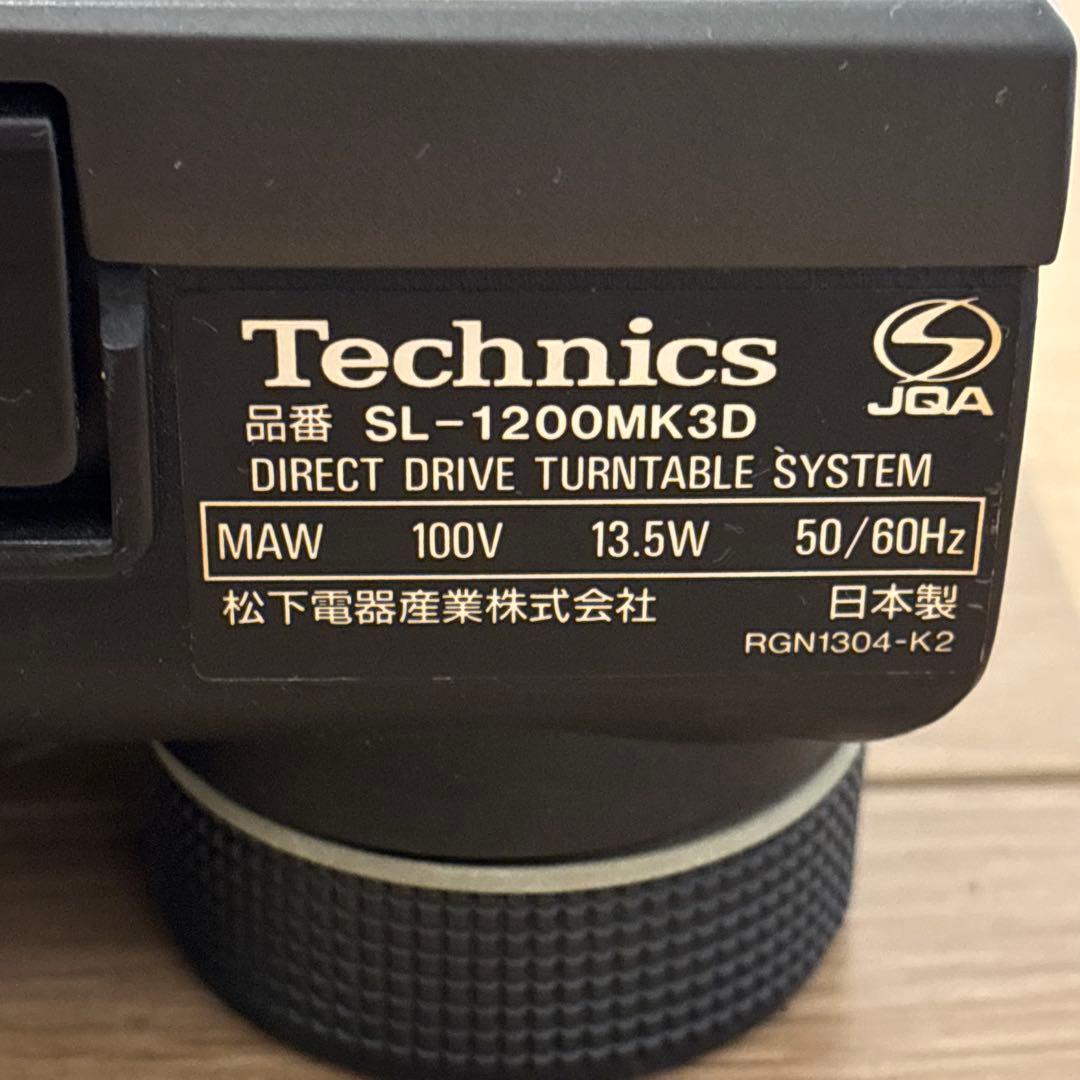 Technics
JQA
品番 SL-1200MK3D
DIRECT DRIVE TURNTABLE SYSTEM
MAW 100V 13.5W 50/60Hz
松下電器産業株式会社 日本製
RGN1304-K2